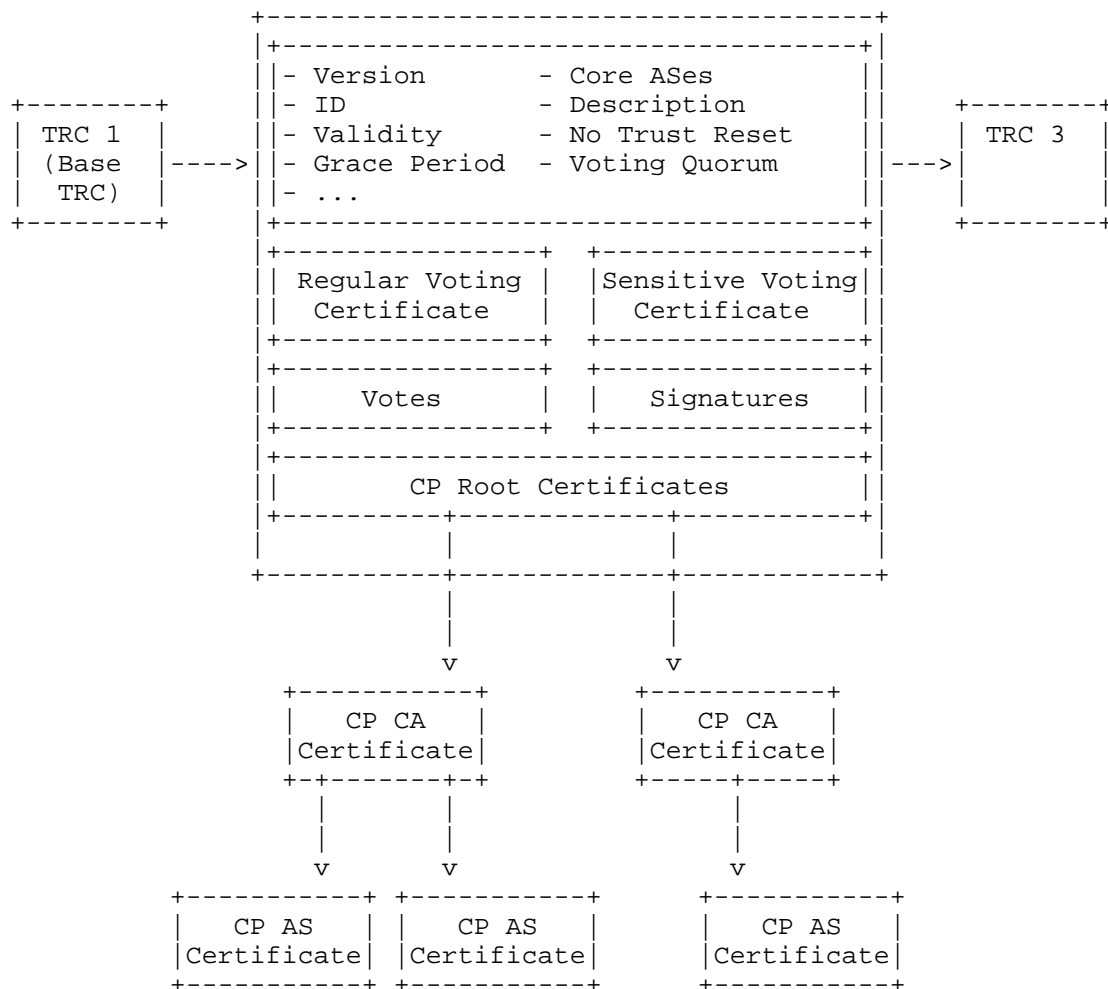 - Version - Core ASes
- ID - Description
TRC 1 - Validity - No Trust Reset TRC 3
(Base ----> - Grace Period - Voting Quorum --->
TRC) - ...
Regular Voting Sensitive Voting
Certificate Certificate
Votes Signatures
CP Root Certificates
v v
CP CA CP CA
Certificate Certificate
v v v
CP AS CP AS CP AS
Certificate Certificate Certificate